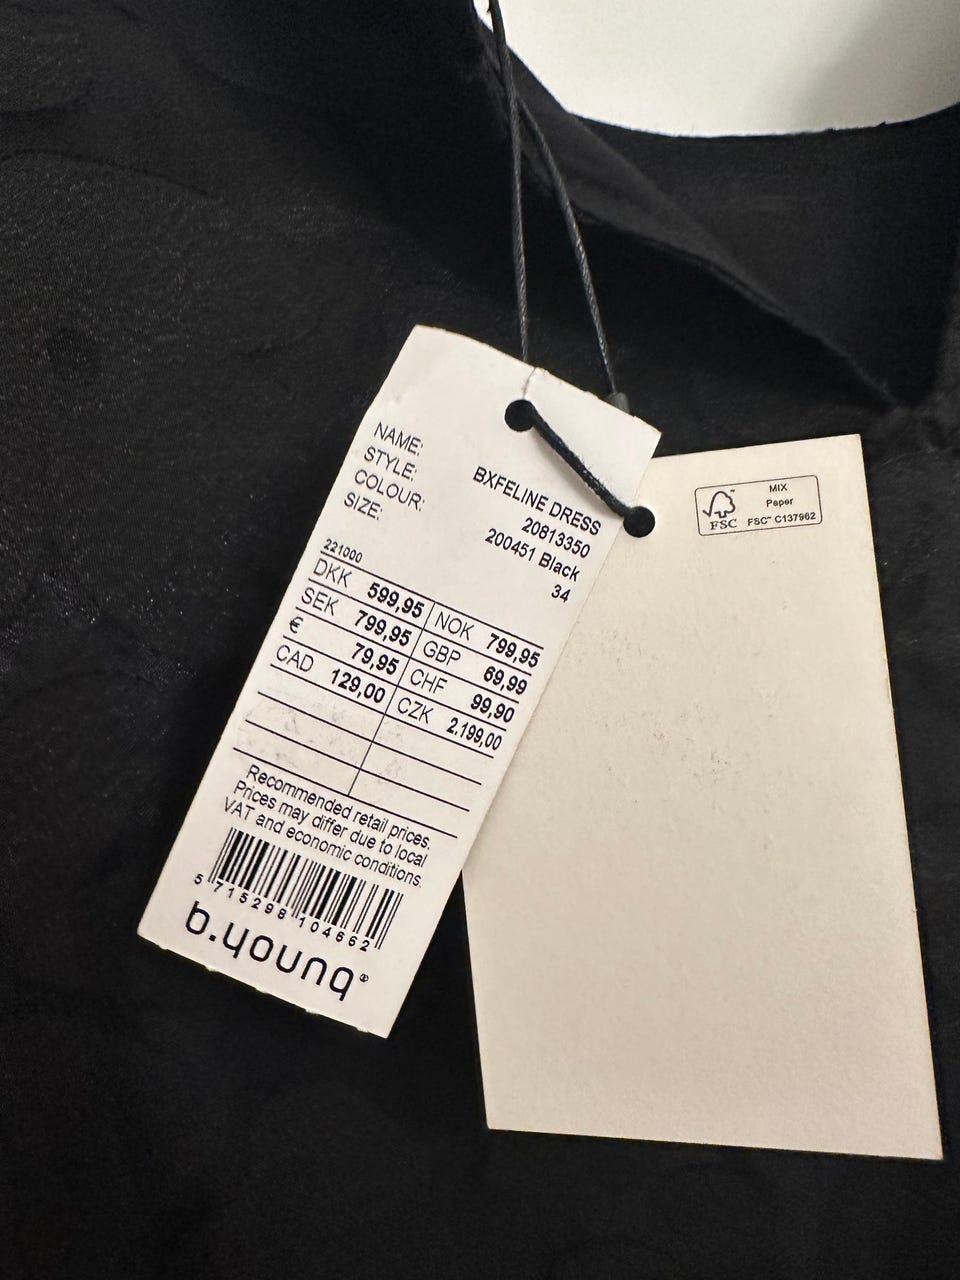 NAME: BXFELINE DRESS
STYLE: 20813350
COLOUR: 200451 Black
SIZE: 34
221000
DKK 599,95 NOK 799,95
SEK 799,95 GBP 69,99
€ 79,95 CHF 99,90
CAD 129,00 CZK 2.199,00
Recommended retail prices.
Prices may differ due to local
VAT and economic conditions.
5 715298 104662
b.young®
FSC™
MIX
Paper
FSC™ C137962